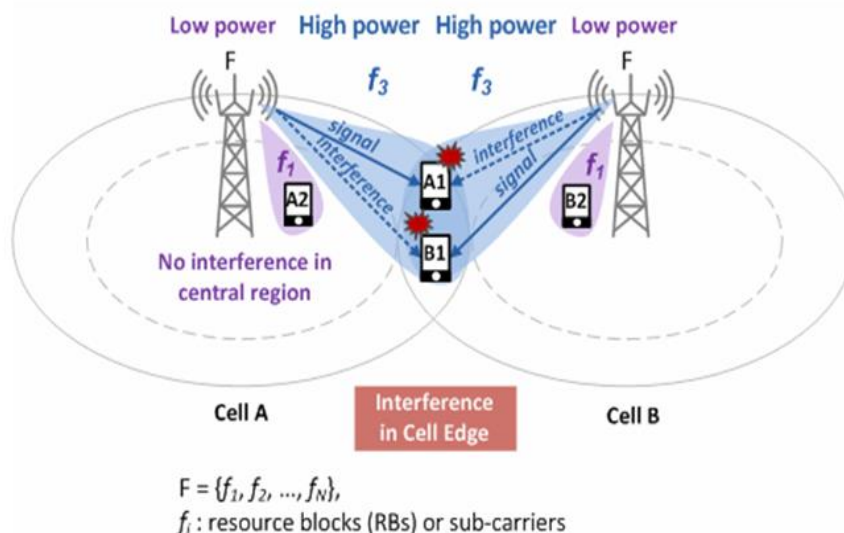 Low power High power High power Low power
F F
f3 f3
signal interference
interference signal
f1 f1
A1
A2 B2
B1
No interference in
central region
Cell A Cell B
Interference
in Cell Edge
F = {f1, f2, ..., fN},
fi : resource blocks (RBs) or sub-carriers